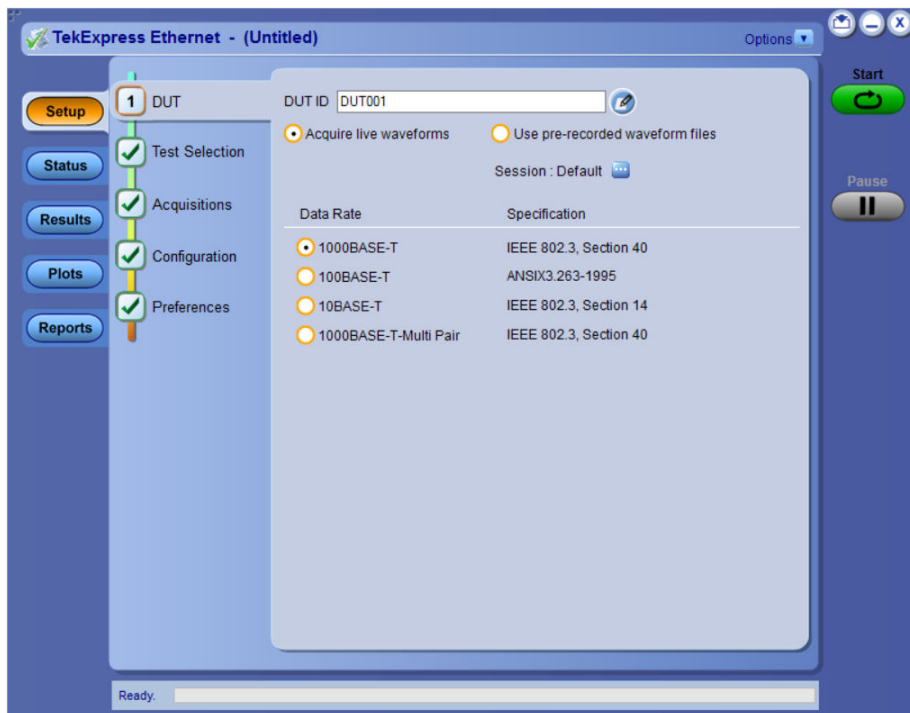 TekExpress Ethernet - (Untitled)
Options
Start
Pause
Setup
Status
Results
Plots
Reports
1 DUT
Test Selection
Acquisitions
Configuration
Preferences
DUT ID DUT001
Acquire live waveforms Use pre-recorded waveform files
Session : Default ...
Data Rate Specification
1000BASE-T IEEE 802.3, Section 40
100BASE-T ANSIX3.263-1995
10BASE-T IEEE 802.3, Section 14
1000BASE-T-Multi Pair IEEE 802.3, Section 40
Ready.